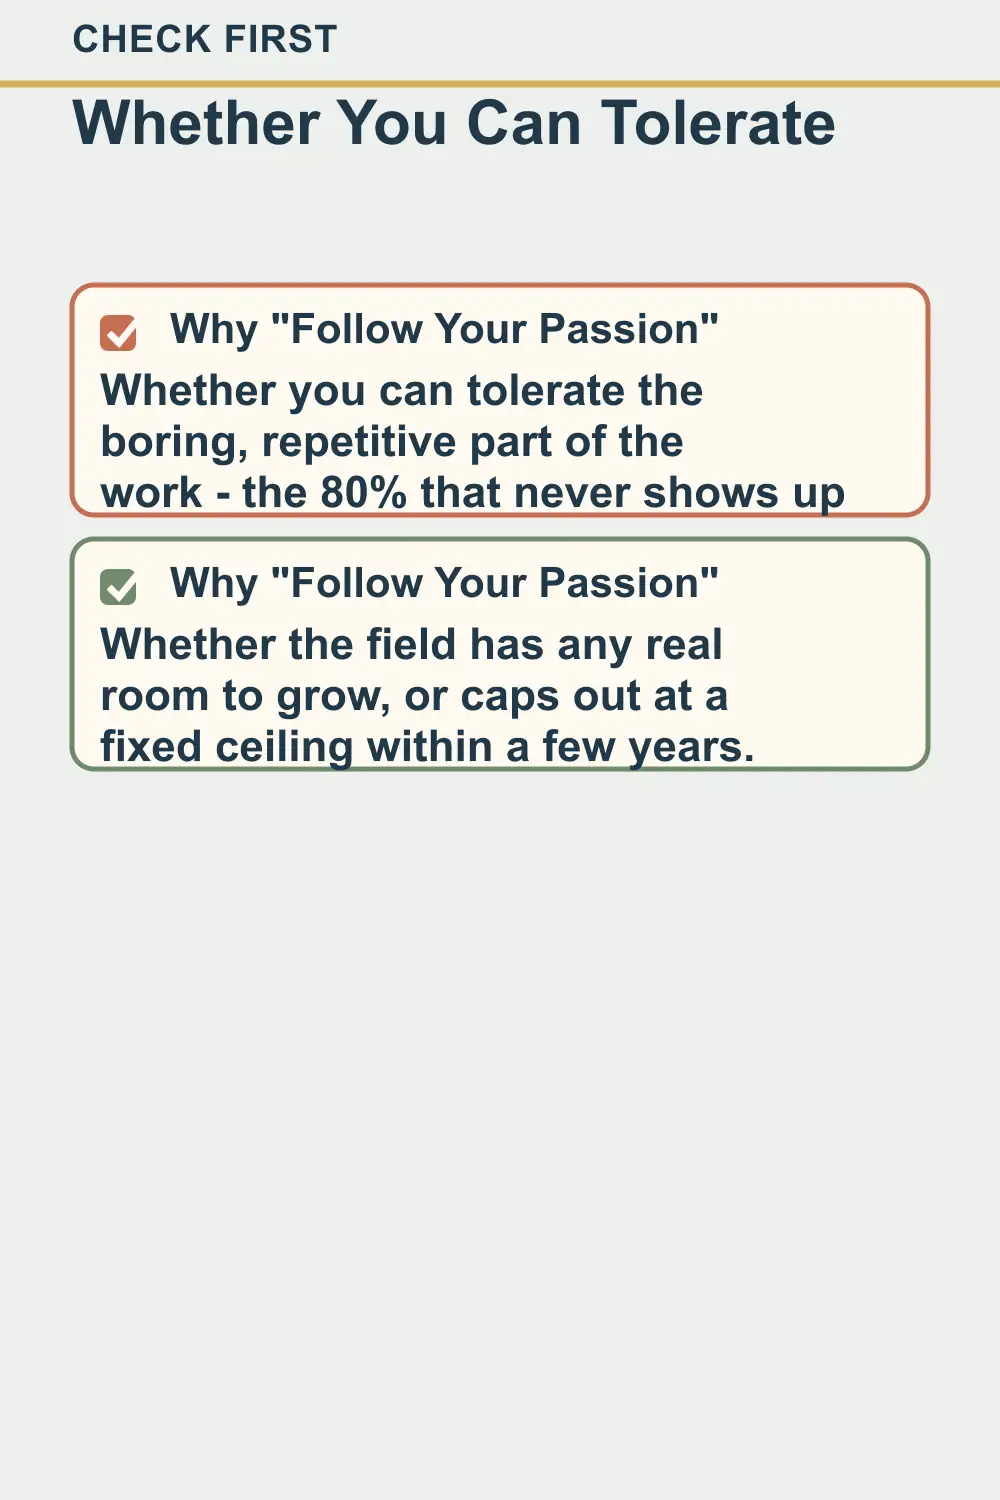 CHECK FIRST
Whether You Can Tolerate
Why "Follow Your Passion"
Whether you can tolerate the
boring, repetitive part of the
work - the 80% that never shows up
Why "Follow Your Passion"
Whether the field has any real
room to grow, or caps out at a
fixed ceiling within a few years.